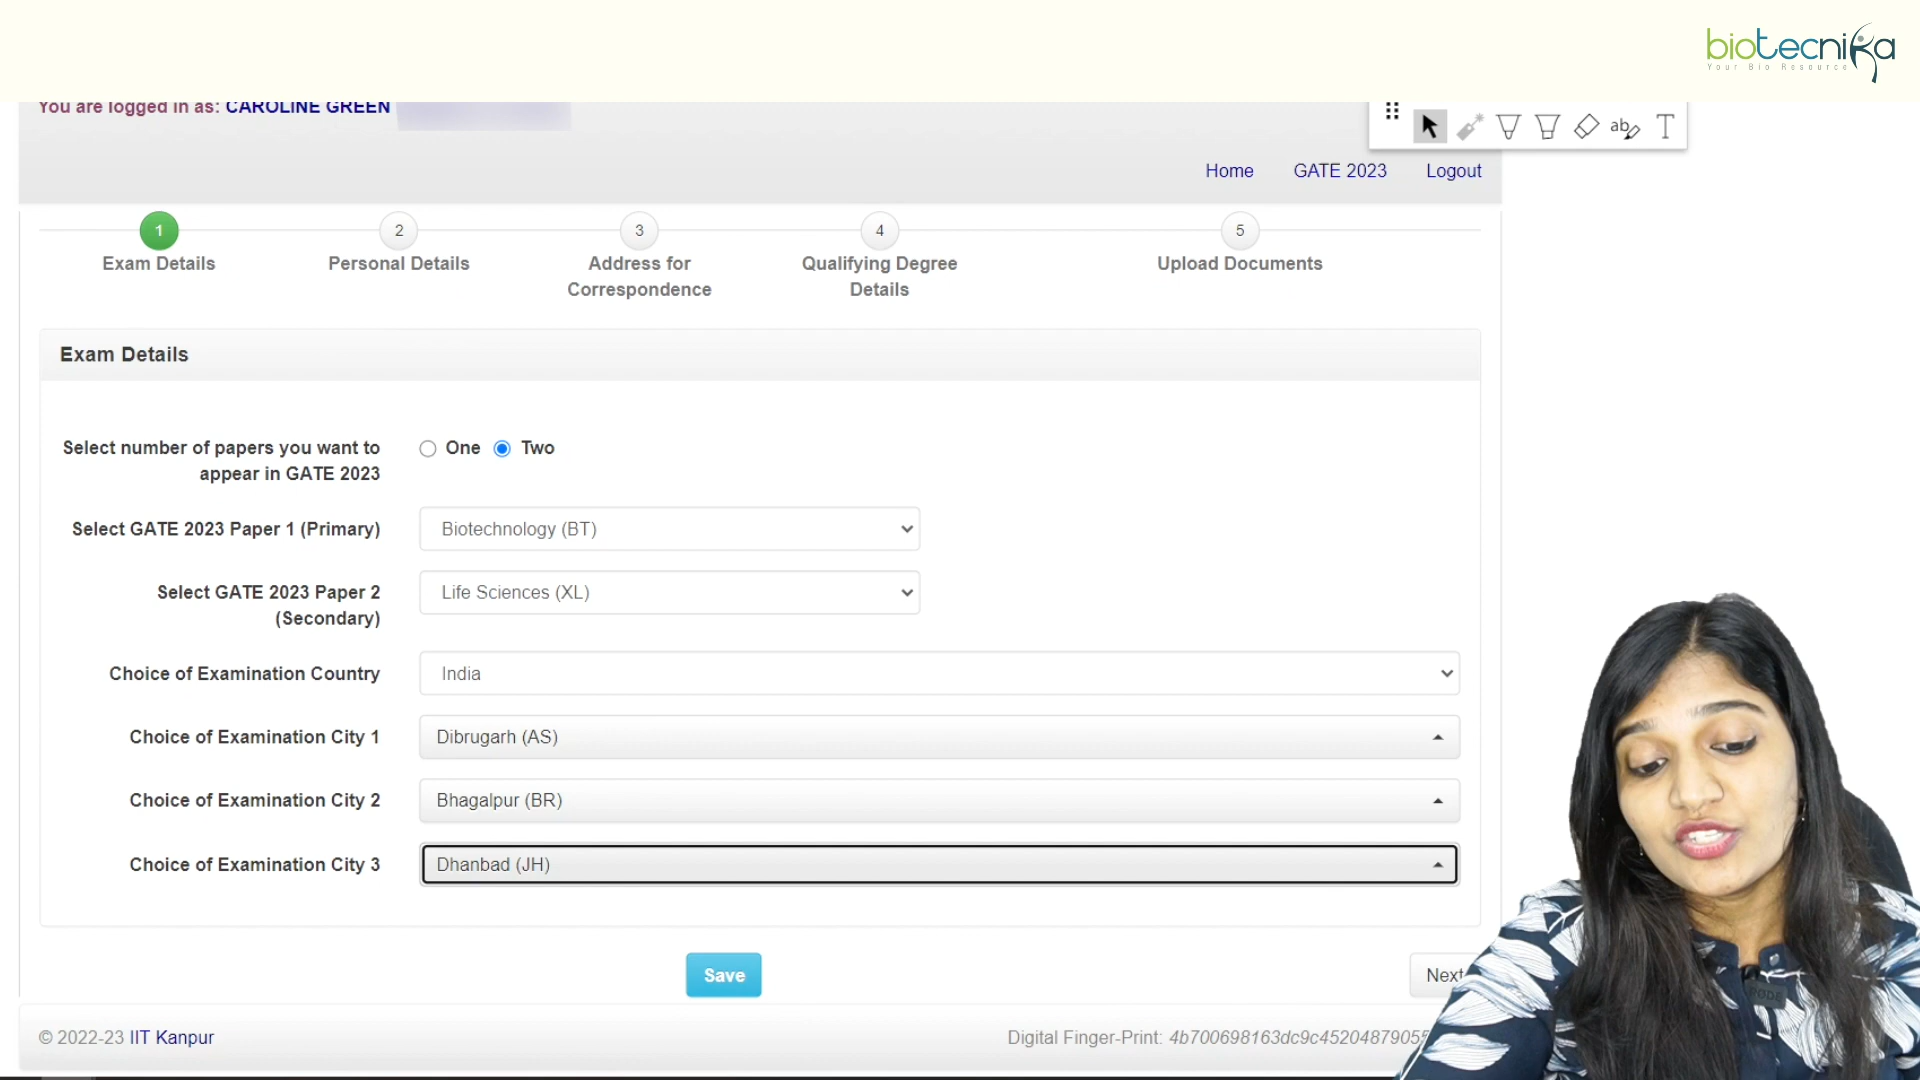 biotecnika
Your Bio Resource
You are logged in as: CAROLINE GREEN
ab
T
Home GATE 2023 Logout
1 2 3 4 5
Exam Details Personal Details Address for Correspondence Qualifying Degree Details Upload Documents
Exam Details
Select number of papers you want to appear in GATE 2023
One Two
Select GATE 2023 Paper 1 (Primary)
Biotechnology (BT)
Select GATE 2023 Paper 2 (Secondary)
Life Sciences (XL)
Choice of Examination Country
India
Choice of Examination City 1
Dibrugarh (AS)
Choice of Examination City 2
Bhagalpur (BR)
Choice of Examination City 3
Dhanbad (JH)
Save
Next
© 2022-23 IIT Kanpur
Digital Finger-Print: 4b700698163dc9c4520487905